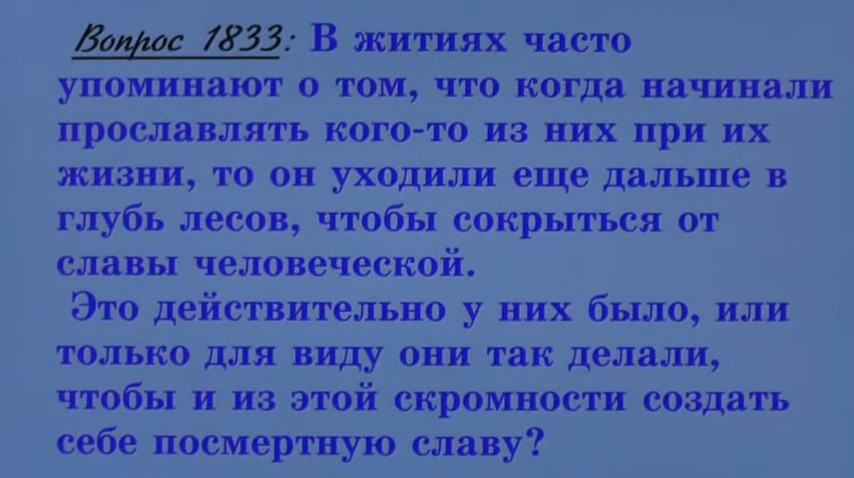 Вопрос 1833: В житиях часто
упоминают о том, что когда начинали
прославлять кого-то из них при их
жизни, то он уходили еще дальше в
глубь лесов, чтобы сокрыться от
славы человеческой.
Это действительно у них было, или
только для виду они так делали,
чтобы и из этой скромности создать
себе посмертную славу?